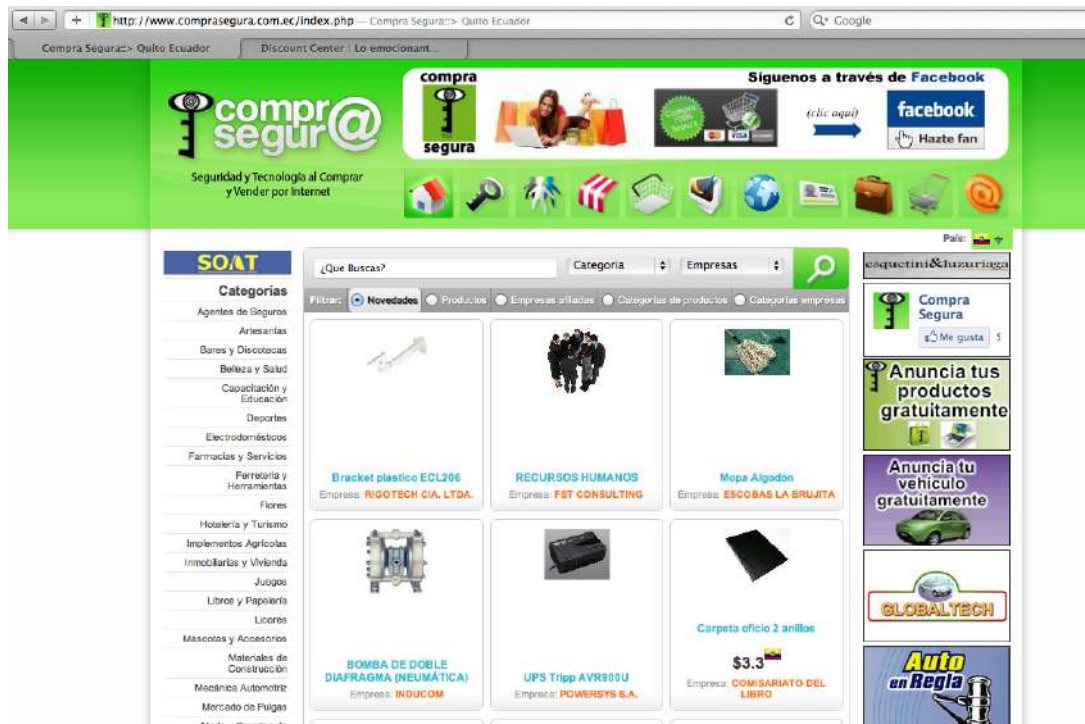 http://www.comprasegura.com.ec/index.php — Compra Segura::> Quito Ecuador
Google
Compra Segura::> Quito Ecuador
Discount Center | Lo emocionant...
compr@
segura
Seguridad y Tecnología al Comprar
y Vender por Internet
compra
segura
Siguenos a través de Facebook
(clic aquí)
facebook
Hazte fan
País:
SOAT
Categorías
Agentes de Seguros
Artesanías
Bares y Discotecas
Belleza y Salud
Capacitación y
Educación
Deportes
Electrodomésticos
Farmacias y Servicios
Ferretería y
Herramientas
Flores
Hotelería y Turismo
Implementos Agrícolas
Inmobiliarias y Vivienda
Juegos
Libros y Papelería
Licores
Mascotas y Accesorios
Materiales de
Construcción
Mecánica Automotriz
Mercado de Pulgas
¿Que Buscas?
Categoria
Empresas
Filtrar:
Novedades
Productos
Empresas afiliadas
Categorías de productos
Categorías empresas
Bracket plastico ECL206
Empresa: RIGOTECH CIA. LTDA.
RECURSOS HUMANOS
Empresa: FST CONSULTING
Mopa Algodón
Empresa: ESCOBAS LA BRUJITA
BOMBA DE DOBLE
DIAFRAGMA (NEUMÁTICA)
Empresa: INDUCOM
UPS Tripp AVR900U
Empresa: POWERSYS S.A.
Carpeta oficio 2 anillos
$3.3
Empresa: COMISARIATO DEL
LIBRO
esquetini&luzuriaga
Compra
Segura
Me gusta
5
Anuncia tus
productos
gratuitamente
Anuncia tu
vehículo
gratuitamente
GLOBALTECH
Auto
en Regla